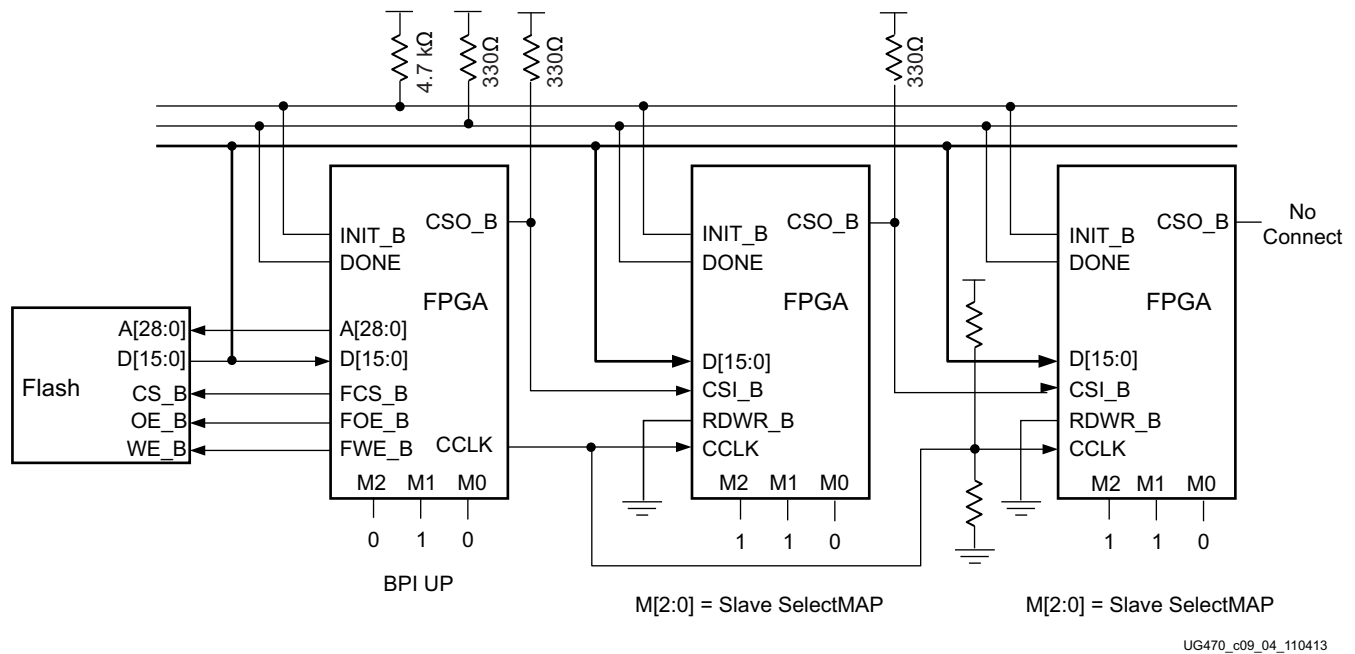 4.7 kΩ
330Ω
330Ω
330Ω
INIT_B
DONE
CSO_B
FPGA
A[28:0]
D[15:0]
FCS_B
FOE_B
FWE_B
CCLK
M2 M1 M0
0 1 0
BPI UP
Flash
A[28:0]
D[15:0]
CS_B
OE_B
WE_B
INIT_B
DONE
CSO_B
FPGA
D[15:0]
CSI_B
RDWR_B
CCLK
M2 M1 M0
1 1 0
M[2:0] = Slave SelectMAP
INIT_B
DONE
CSO_B
No
Connect
FPGA
D[15:0]
CSI_B
RDWR_B
CCLK
M2 M1 M0
1 1 0
M[2:0] = Slave SelectMAP
UG470_c09_04_110413